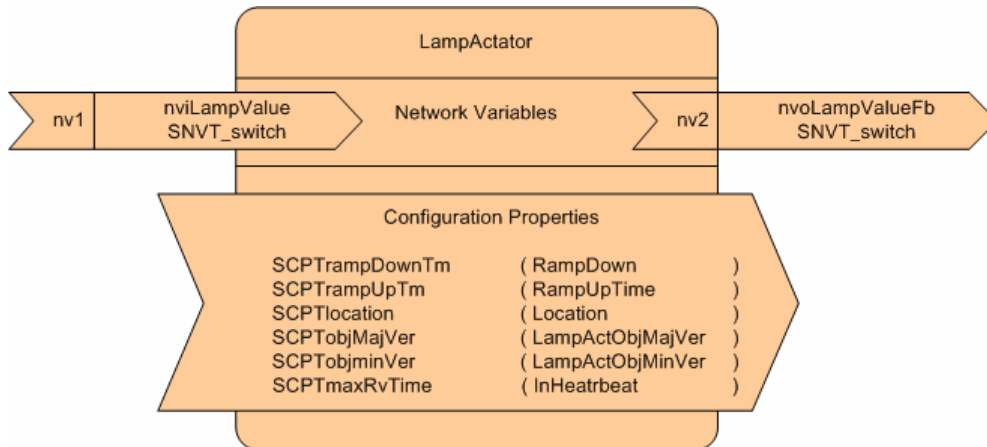 LampActator
nv1
nviLampValue
SNVT_switch
Network Variables
nv2
nvoLampValueFb
SNVT_switch
Configuration Properties
SCPTrampDownTm ( RampDown )
SCPTrampUpTm ( RampUpTime )
SCPTlocation ( Location )
SCPTobjMajVer ( LampActObjMajVer )
SCPTobjminVer ( LampActObjMinVer )
SCPTmaxRvTime ( InHeatrbeat )